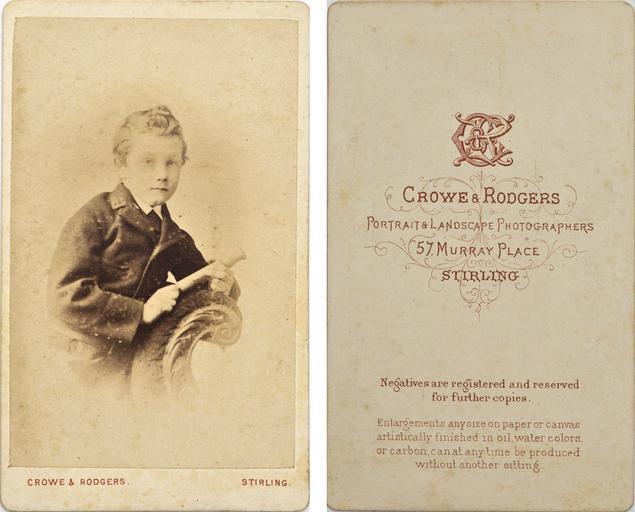 CROWE & RODGERS. STIRLING.
CR
CROWE & RODGERS
PORTRAIT & LANDSCAPE PHOTOGRAPHERS
57, MURRAY PLACE
STIRLING
Negatives are registered and reserved
for further copies.
Enlargements any size on paper or canvas
artistically finished in oil, water colors,
or carbon, can at any time be produced
without another sitting.